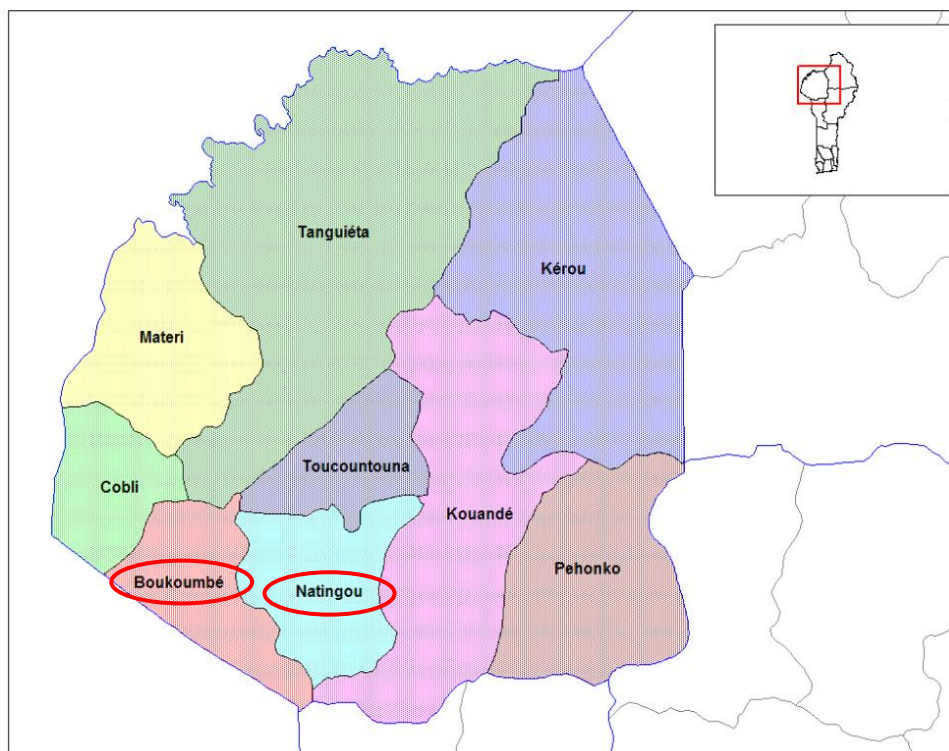 Tanguiéta
Kérou
Materi
Toucountouna
Cobli
Kouandé
Pehonko
Boukoumbé
Natingou